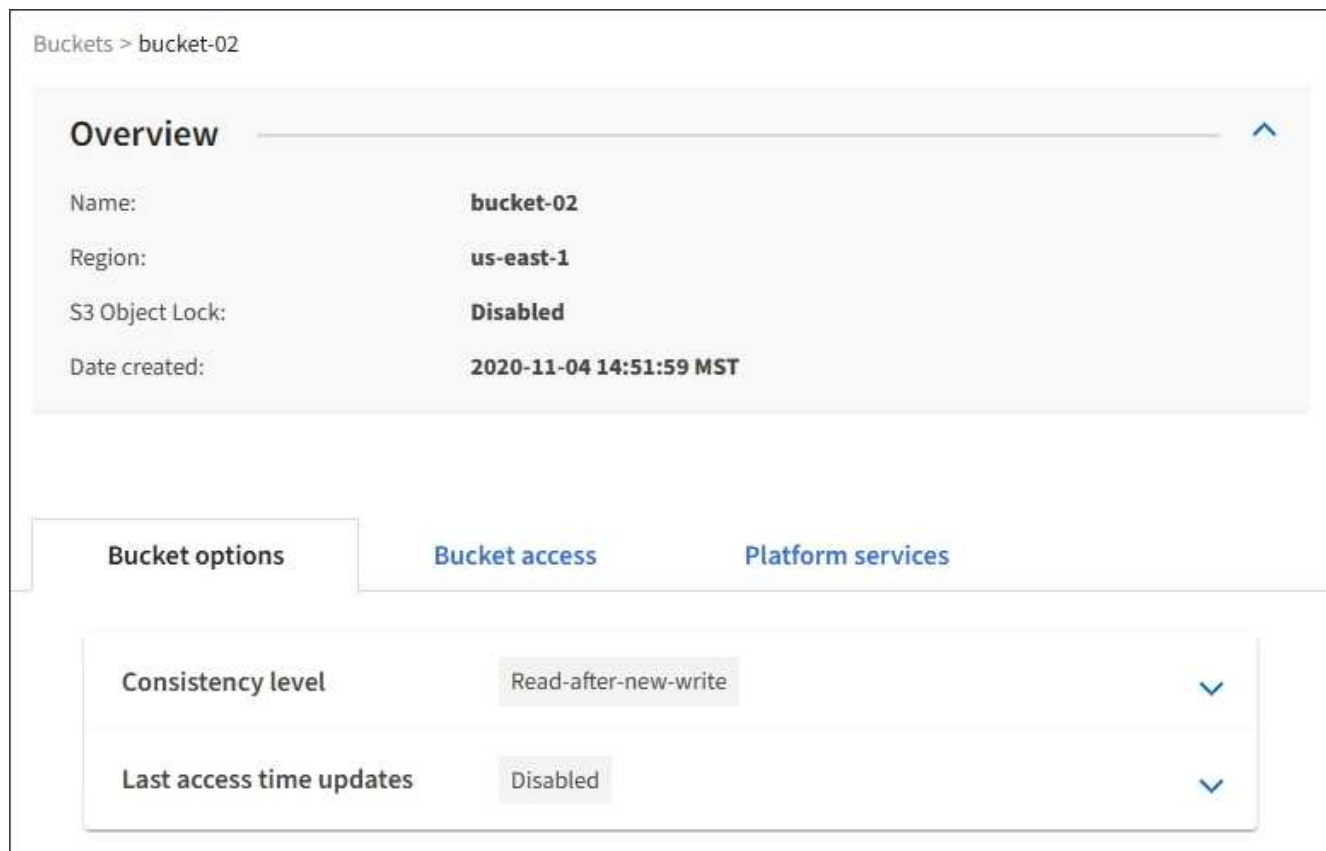 Buckets > bucket-02
Overview
Name: bucket-02
Region: us-east-1
S3 Object Lock: Disabled
Date created: 2020-11-04 14:51:59 MST
Bucket options Bucket access Platform services
Consistency level Read-after-new-write
Last access time updates Disabled